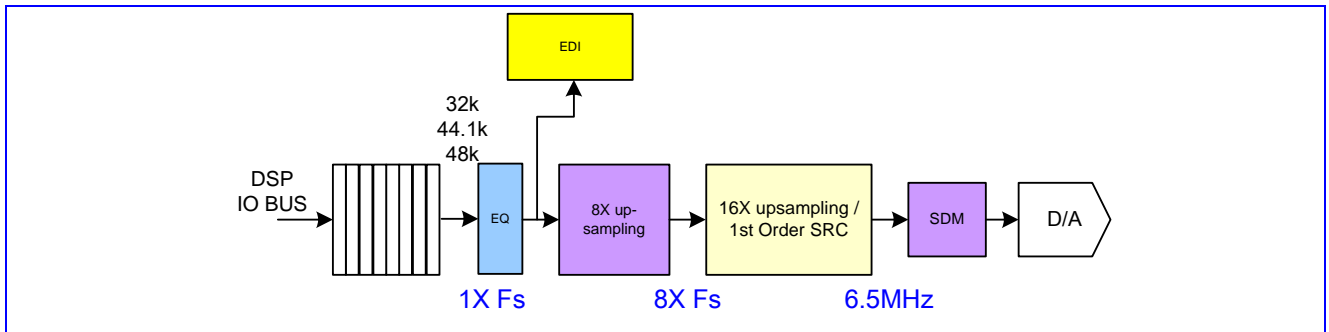 EDI
32k
44.1k
48k
DSP
IO BUS
EQ
8X up-
sampling
16X upsampling /
1st Order SRC
SDM
D/A
1X Fs
8X Fs
6.5MHz